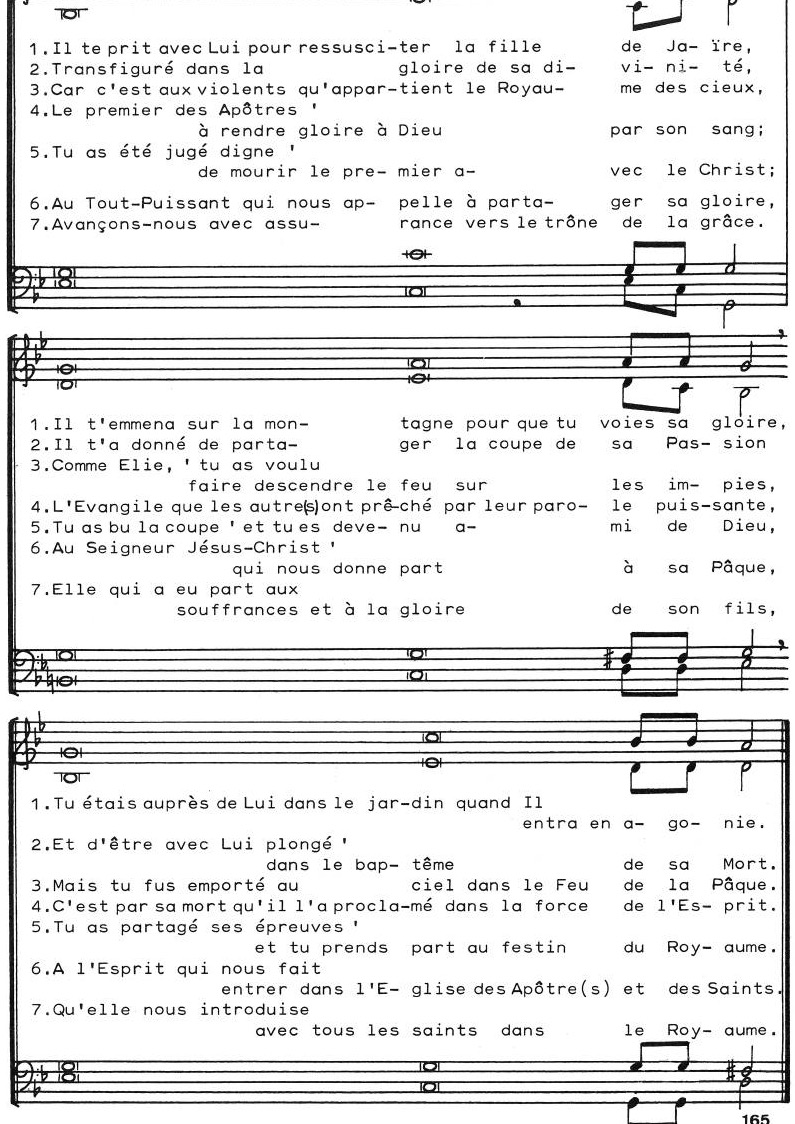 1.Il te prit avec Lui pour ressusci-ter la fille de Ja- ïre,
2.Transfiguré dans la gloire de sa di- vi- ni- té,
3.Car c'est aux violents qu'appar-tient le Royau- me des cieux,
4.Le premier des Apôtres '
à rendre gloire à Dieu par son sang;
5.Tu as été jugé digne '
de mourir le pre- mier a- vec le Christ;
6.Au Tout-Puissant qui nous ap- pelle à parta- ger sa gloire,
7.Avançons-nous avec assu- rance vers le trône de la grâce.
1.Il t'emmena sur la mon- tagne pour que tu voies sa gloire,
2.Il t'a donné de parta- ger la coupe de sa Pas- sion
3.Comme Elie, ' tu as voulu
faire descendre le feu sur les im- pies,
4.L'Evangile que les autre(s)ont prê-ché par leur paro- le puis-sante,
5.Tu as bu la coupe ' et tu es deve- nu a- mi de Dieu,
6.Au Seigneur Jésus-Christ '
qui nous donne part à sa Pâque,
7.Elle qui a eu part aux
souffrances et à la gloire de son fils,
1.Tu étais auprès de Lui dans le jar-din quand Il
entra en a- go- nie.
2.Et d'être avec Lui plongé '
dans le bap- tême de sa Mort.
3.Mais tu fus emporté au ciel dans le Feu de la Pâque.
4.C'est par sa mort qu'il l'a procla-mé dans la force de l'Es- prit.
5.Tu as partagé ses épreuves '
et tu prends part au festin du Roy- aume.
6.A l'Esprit qui nous fait
entrer dans l'E- glise des Apôtre(s) et des Saints.
7.Qu'elle nous introduise
avec tous les saints dans le Roy- aume.
165